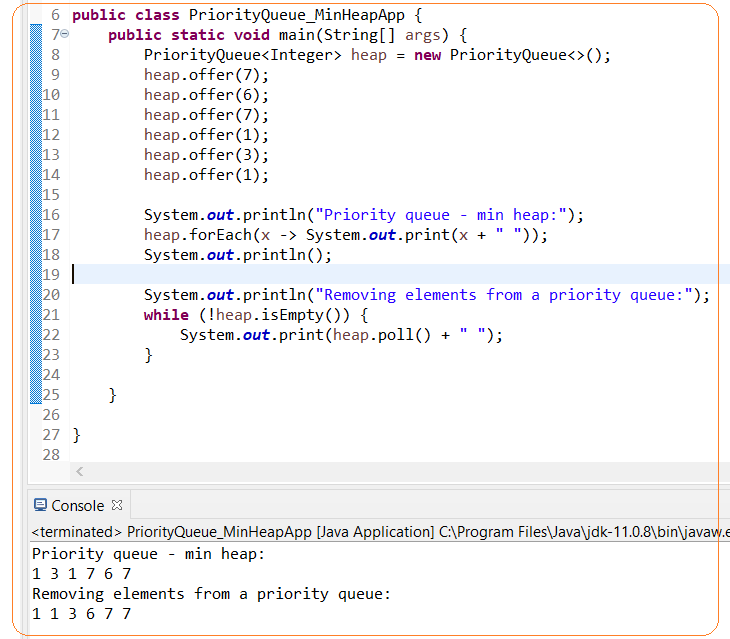 6 public class PriorityQueue_MinHeapApp {
7 public static void main(String[] args) {
8 PriorityQueue<Integer> heap = new PriorityQueue<>();
9 heap.offer(7);
10 heap.offer(6);
11 heap.offer(7);
12 heap.offer(1);
13 heap.offer(3);
14 heap.offer(1);
15
16 System.out.println("Priority queue - min heap:");
17 heap.forEach(x -> System.out.print(x + " "));
18 System.out.println();
19
20 System.out.println("Removing elements from a priority queue:");
21 while (!heap.isEmpty()) {
22 System.out.print(heap.poll() + " ");
23 }
24
25 }
26
27 }
28
Console
<terminated> PriorityQueue_MinHeapApp [Java Application] C:\Program Files\Java\jdk-11.0.8\bin\javaw.e
Priority queue - min heap:
1 3 1 7 6 7
Removing elements from a priority queue:
1 1 3 6 7 7